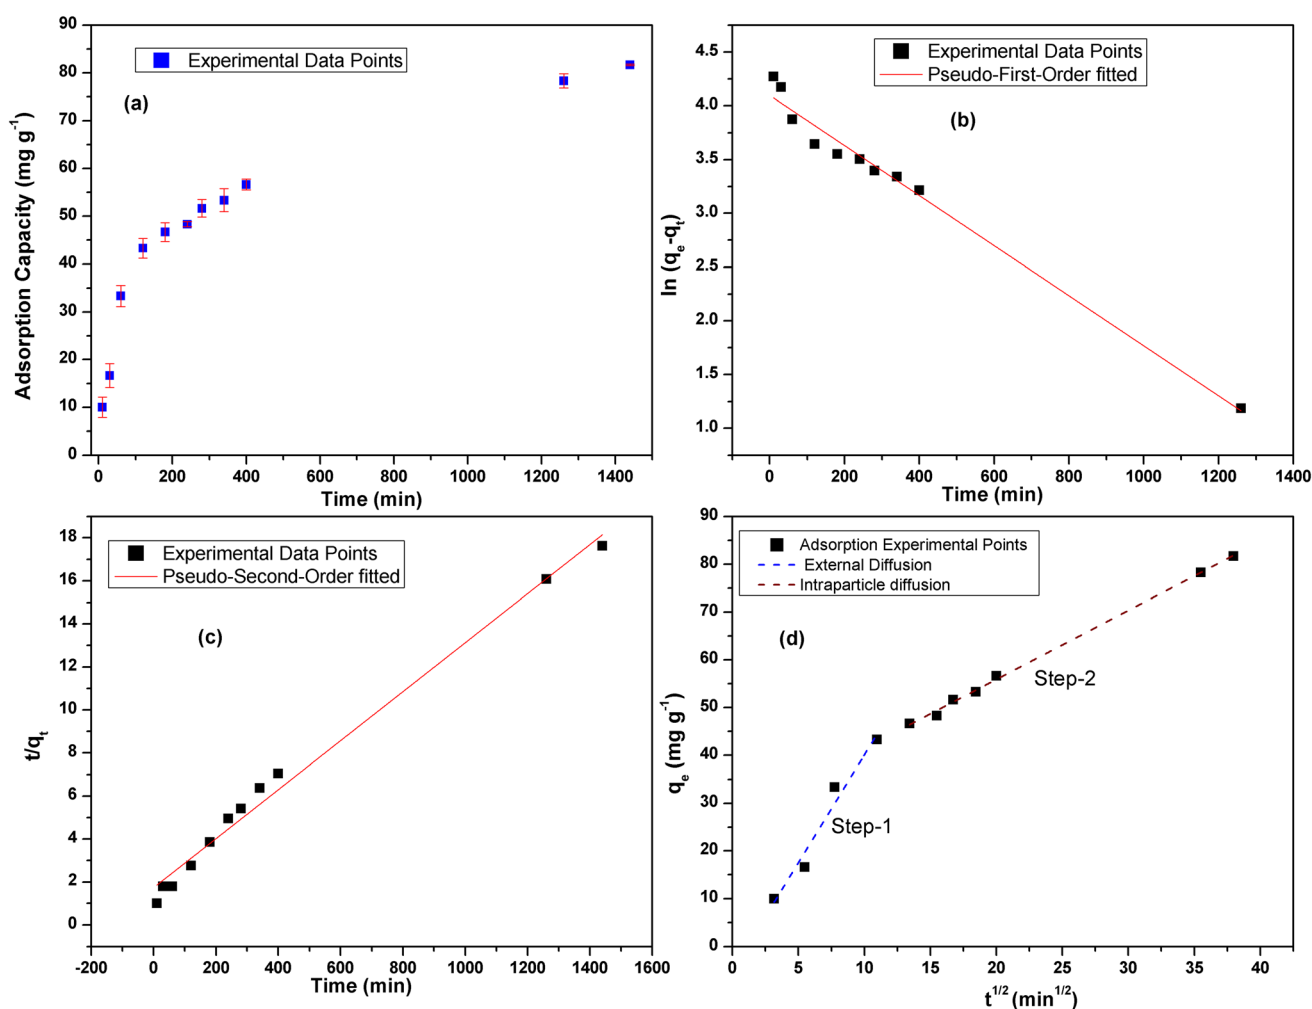 90
80
70
60
50
40
30
20
10
0
Adsorption Capacity (mg g⁻¹)
Experimental Data Points
(a)
0 200 400 600 800 1000 1200 1400
Time (min)
4.5
4.0
3.5
3.0
2.5
2.0
1.5
1.0
ln (qₑ-qₜ)
Experimental Data Points
Pseudo-First-Order fitted
(b)
0 200 400 600 800 1000 1200 1400
Time (min)
18
16
14
12
10
8
6
4
2
0
t/qₜ
Experimental Data Points
Pseudo-Second-Order fitted
(c)
-200 0 200 400 600 800 1000 1200 1400 1600
Time (min)
90
80
70
60
50
40
30
20
10
0
qₑ (mg g⁻¹)
Adsorption Experimental Points
External Diffusion
Intraparticle diffusion
(d)
Step-2
Step-1
0 5 10 15 20 25 30 35 40
t^1/2 (min^1/2)